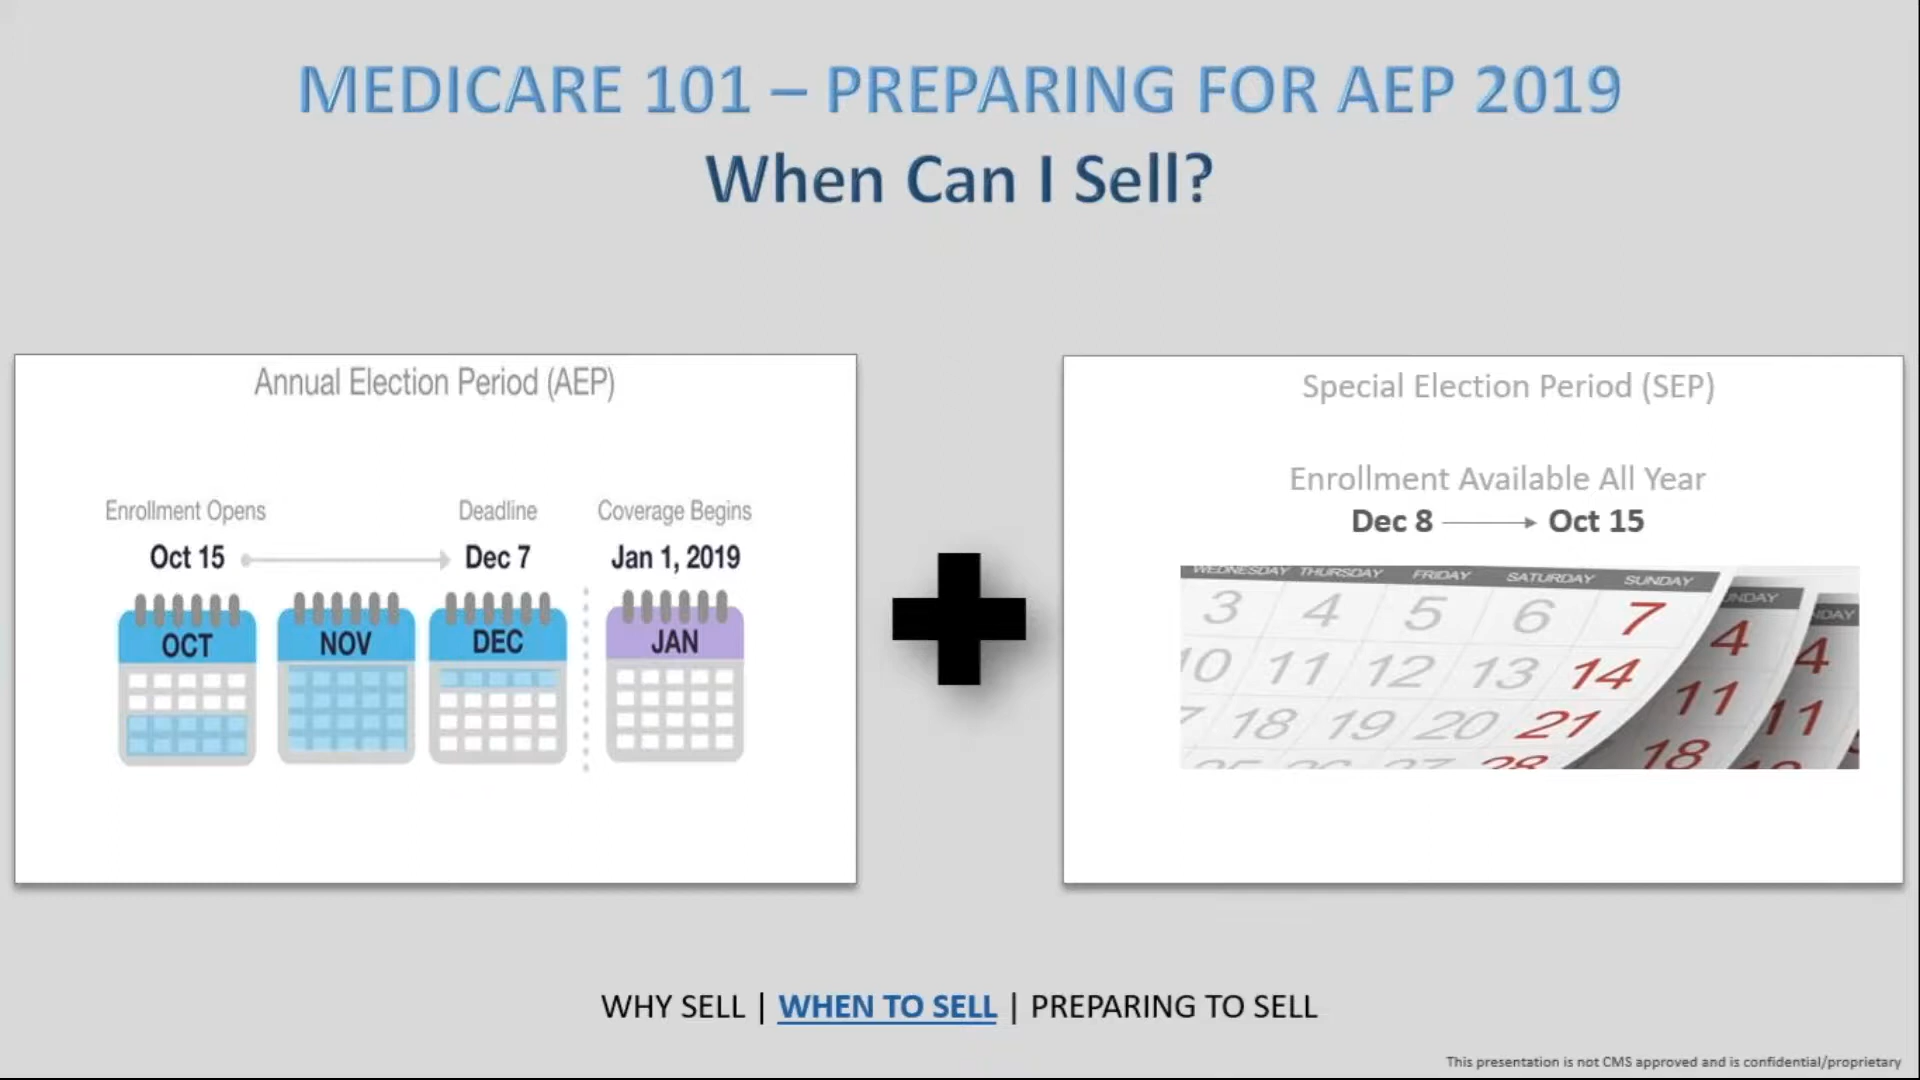 MEDICARE 101 – PREPARING FOR AEP 2019
When Can I Sell?
Annual Election Period (AEP)
Enrollment Opens
Deadline
Coverage Begins
Oct 15
Dec 7
Jan 1, 2019
OCT
NOV
DEC
JAN
Special Election Period (SEP)
Enrollment Available All Year
Dec 8
Oct 15
WEDNESDAY THURSDAY FRIDAY SATURDAY SUNDAY
3 4 5 6 7 4 4
10 11 12 13 14 11 11
18 19 20 21 18
28
WHY SELL | WHEN TO SELL | PREPARING TO SELL
This presentation is not CMS approved and is confidential/proprietary